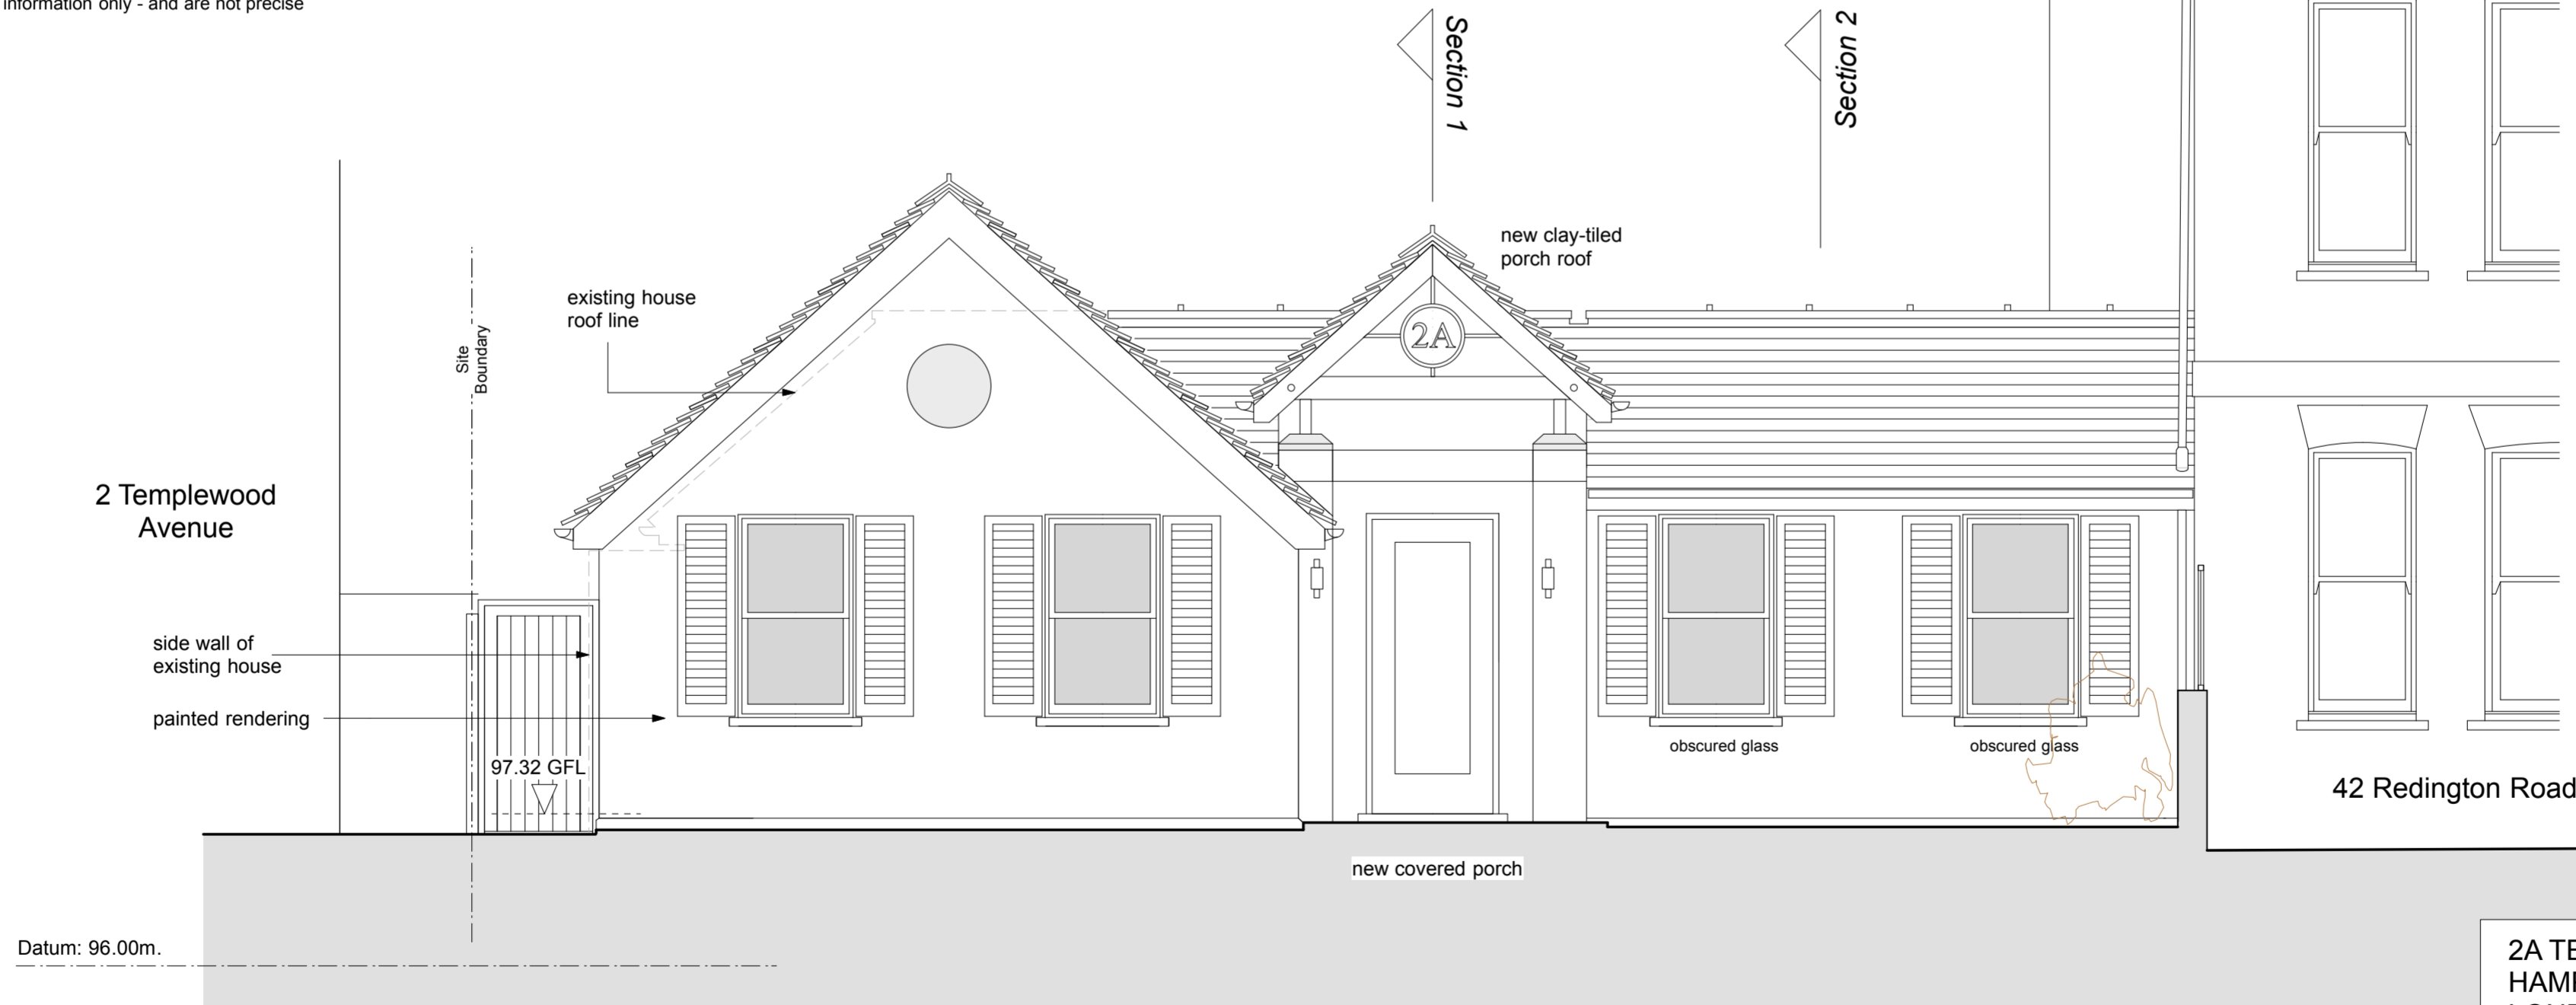 information only - and are not precise
Section 1
Section 2
new clay-tiled
porch roof
existing house
roof line
2A
Site
Boundary
2 Templewood
Avenue
side wall of
existing house
painted rendering
97.32 GFL
obscured glass
obscured glass
42 Redington Road
new covered porch
Datum: 96.00m.
2A